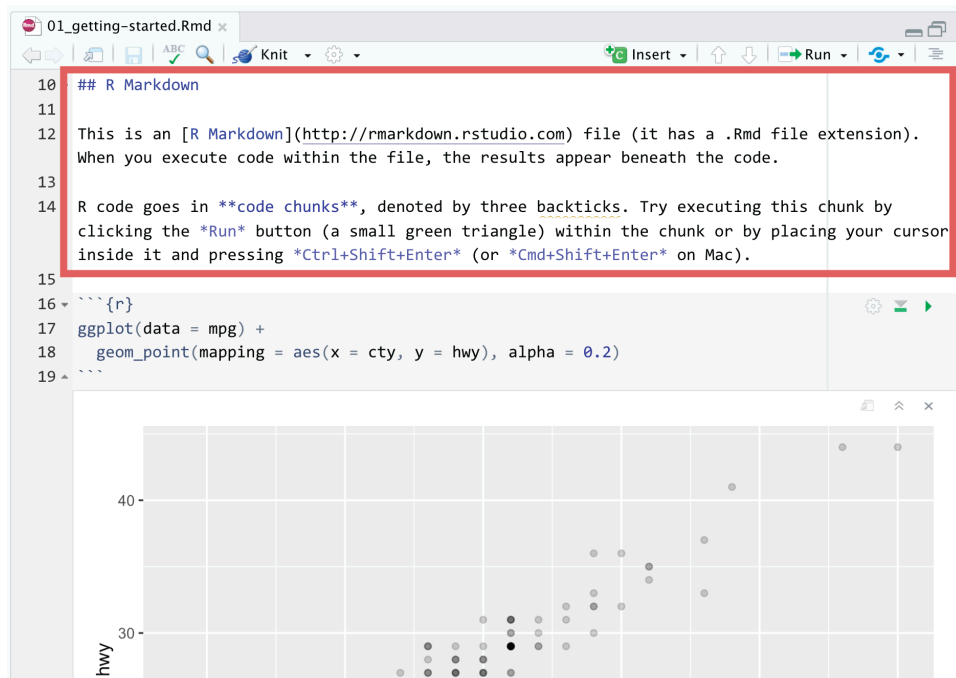 01_getting-started.Rmd
ABC Knit Insert Run
10 ## R Markdown
11
12 This is an [R Markdown](http://rmarkdown.rstudio.com) file (it has a .Rmd file extension).
When you execute code within the file, the results appear beneath the code.
13
14 R code goes in **code chunks**, denoted by three backticks. Try executing this chunk by
clicking the *Run* button (a small green triangle) within the chunk or by placing your cursor
inside it and pressing *Ctrl+Shift+Enter* (or *Cmd+Shift+Enter* on Mac).
15
16 ```{r}
17 ggplot(data = mpg) +
18   geom_point(mapping = aes(x = cty, y = hwy), alpha = 0.2)
19 ```
40
30
hwy